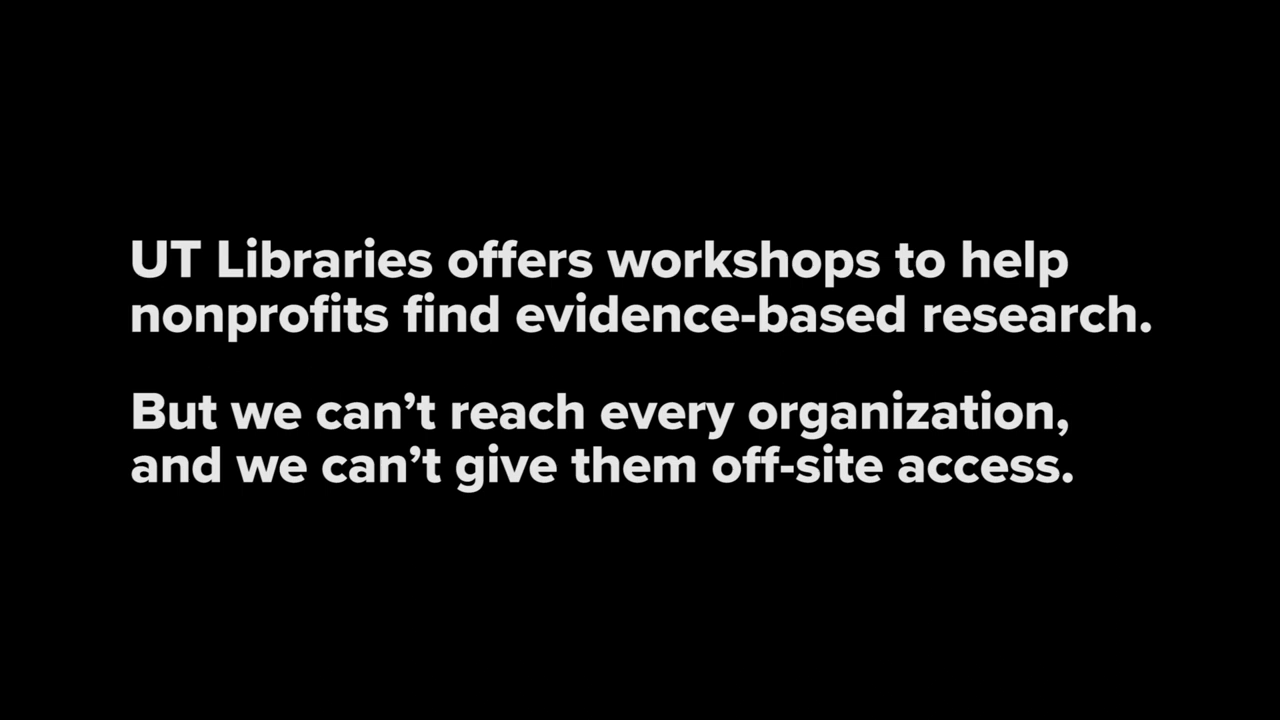 UT Libraries offers workshops to help
nonprofits find evidence-based research.
But we can’t reach every organization,
and we can’t give them off-site access.